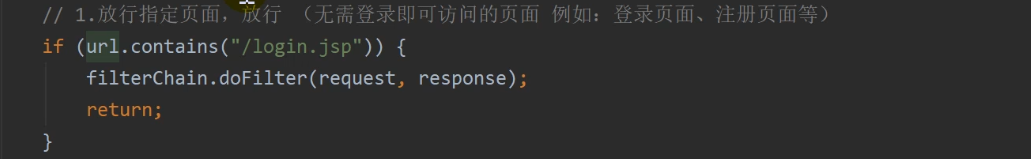 // 1.放行指定页面，放行 （无需登录即可访问的页面 例如：登录页面、注册页面等）
if (url.contains("/login.jsp")) {
    filterChain.doFilter(request, response);
    return;
}